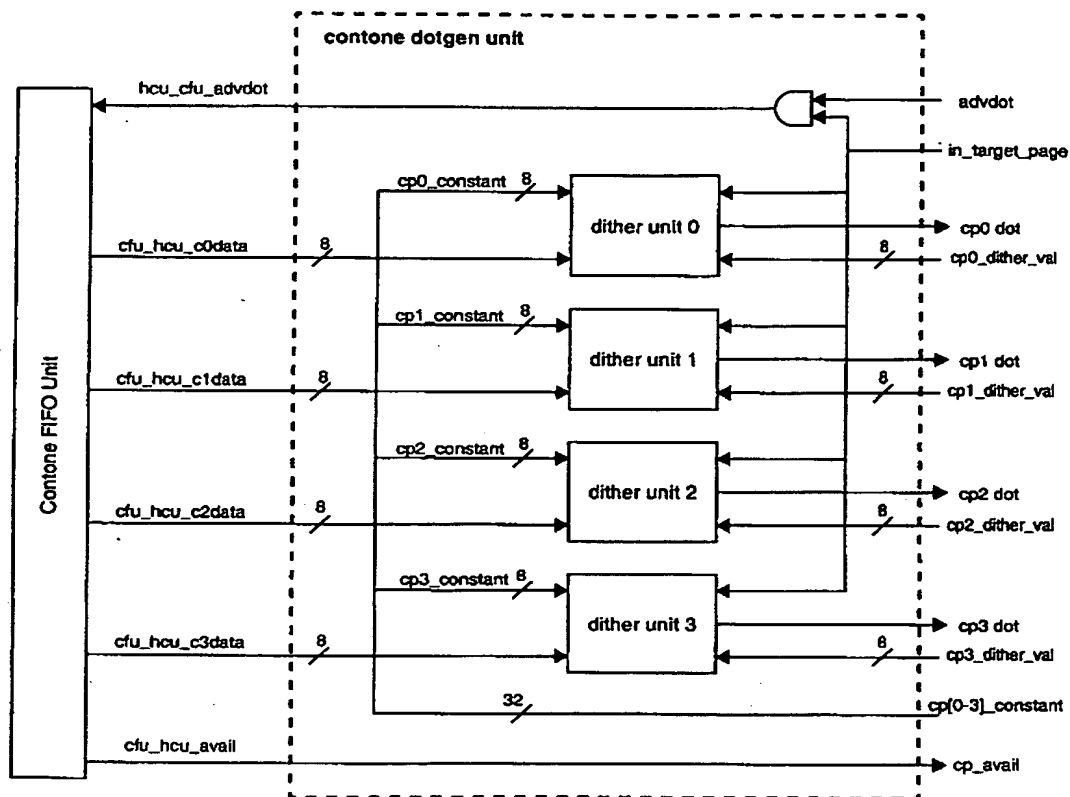 contone dotgen unit
hcu_cfu_advdot
advdot
in_target_page
cp0_constant 8
dither unit 0
cp0 dot
cfu_hcu_c0data 8
8 cp0_dither_val
cp1_constant 8
dither unit 1
cp1 dot
cfu_hcu_c1data 8
8 cp1_dither_val
Contone FIFO Unit
cp2_constant 8
dither unit 2
cp2 dot
cfu_hcu_c2data 8
8 cp2_dither_val
cp3_constant 8
dither unit 3
cp3 dot
cfu_hcu_c3data 8
8 cp3_dither_val
32 cp[0-3]_constant
cfu_hcu_avail
cp_avail